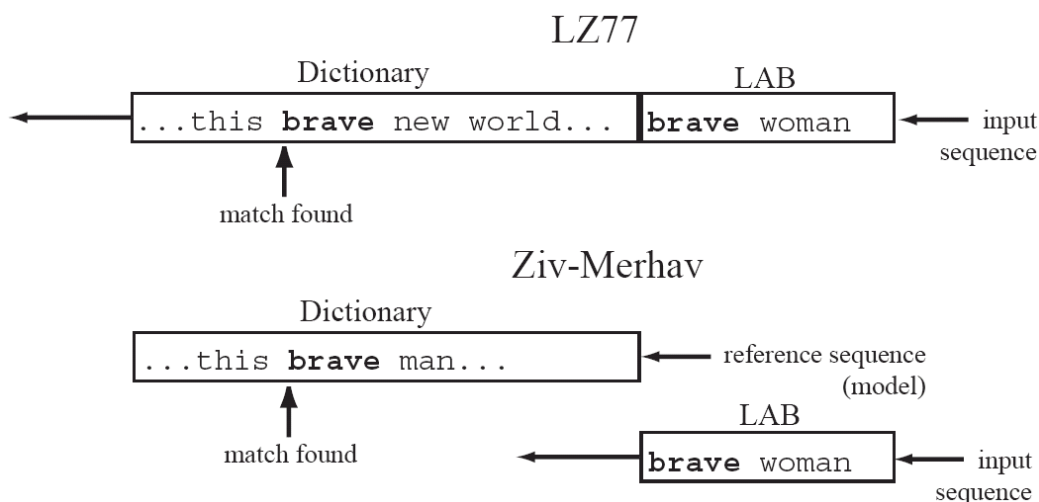 LZ77
Dictionary LAB
...this brave new world... brave woman input
sequence
match found
Ziv-Merhav
Dictionary
...this brave man... reference sequence
(model)
LAB
match found
brave woman input
sequence